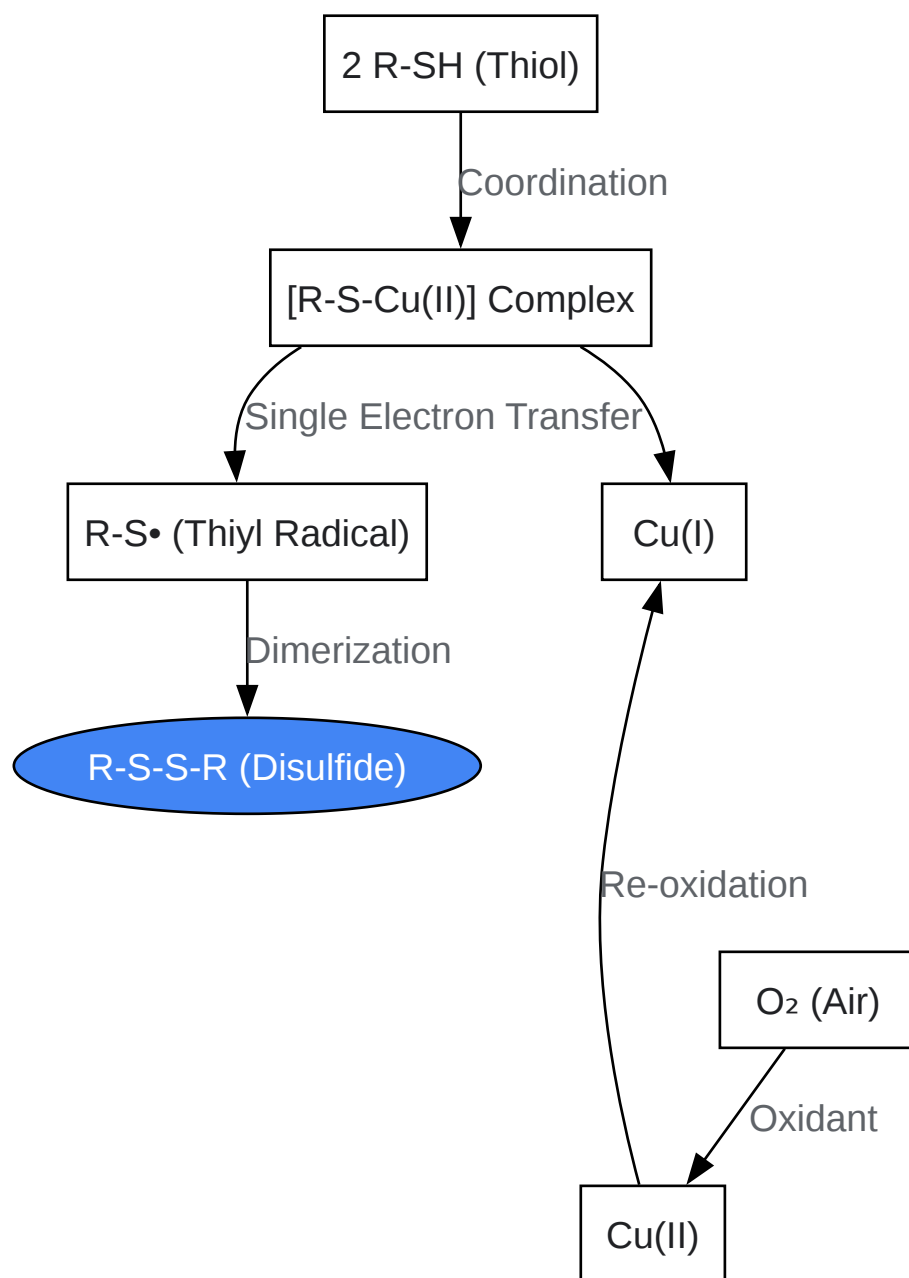 2 R-SH (Thiol)
Coordination
[R-S-Cu(II)] Complex
Single Electron Transfer
R-S• (Thiyl Radical)
Cu(I)
Dimerization
R-S-S-R (Disulfide)
Re-oxidation
O₂ (Air)
Oxidant
Cu(II)